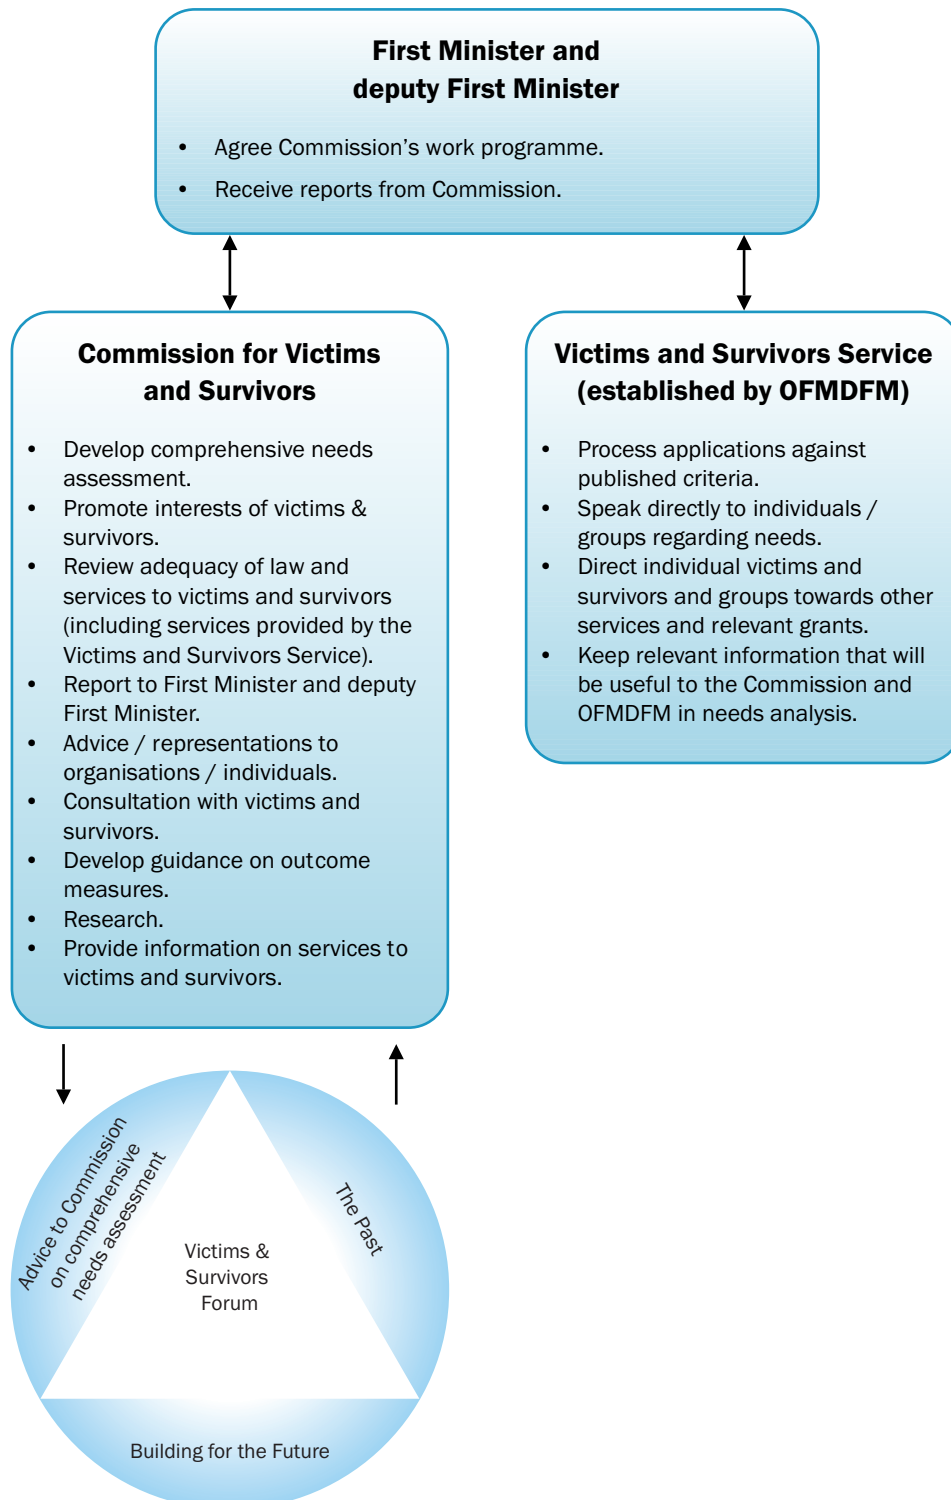 First Minister and
deputy First Minister
• Agree Commission's work programme.
• Receive reports from Commission.
Commission for Victims
and Survivors
• Develop comprehensive needs
assessment.
• Promote interests of victims &
survivors.
• Review adequacy of law and
services to victims and survivors
(including services provided by the
Victims and Survivors Service).
• Report to First Minister and deputy
First Minister.
• Advice / representations to
organisations / individuals.
• Consultation with victims and
survivors.
• Develop guidance on outcome
measures.
• Research.
• Provide information on services to
victims and survivors.
Victims and Survivors Service
(established by OFMDFM)
• Process applications against
published criteria.
• Speak directly to individuals /
groups regarding needs.
• Direct individual victims and
survivors and groups towards other
services and relevant grants.
• Keep relevant information that will
be useful to the Commission and
OFMDFM in needs analysis.
Advice to Commission
on comprehensive
needs assessment
The Past
Victims &
Survivors
Forum
Building for the Future